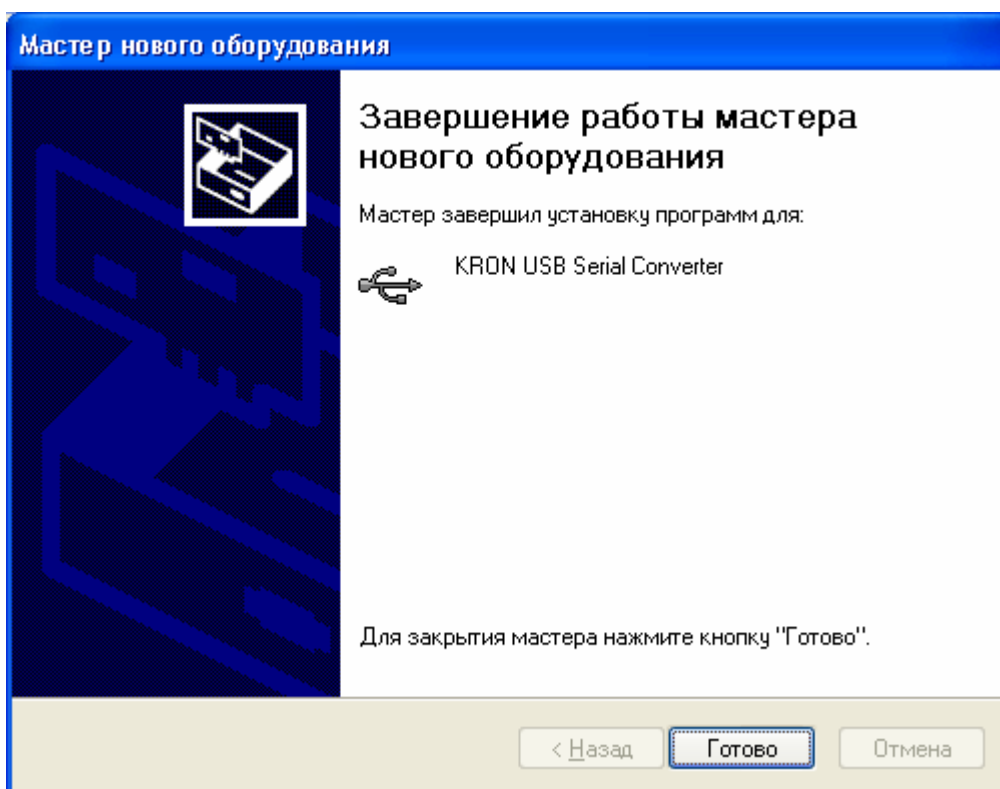 Мастер нового оборудования
Завершение работы мастера
нового оборудования
Мастер завершил установку программ для:
KRON USB Serial Converter
Для закрытия мастера нажмите кнопку "Готово".
< Назад Готово Отмена